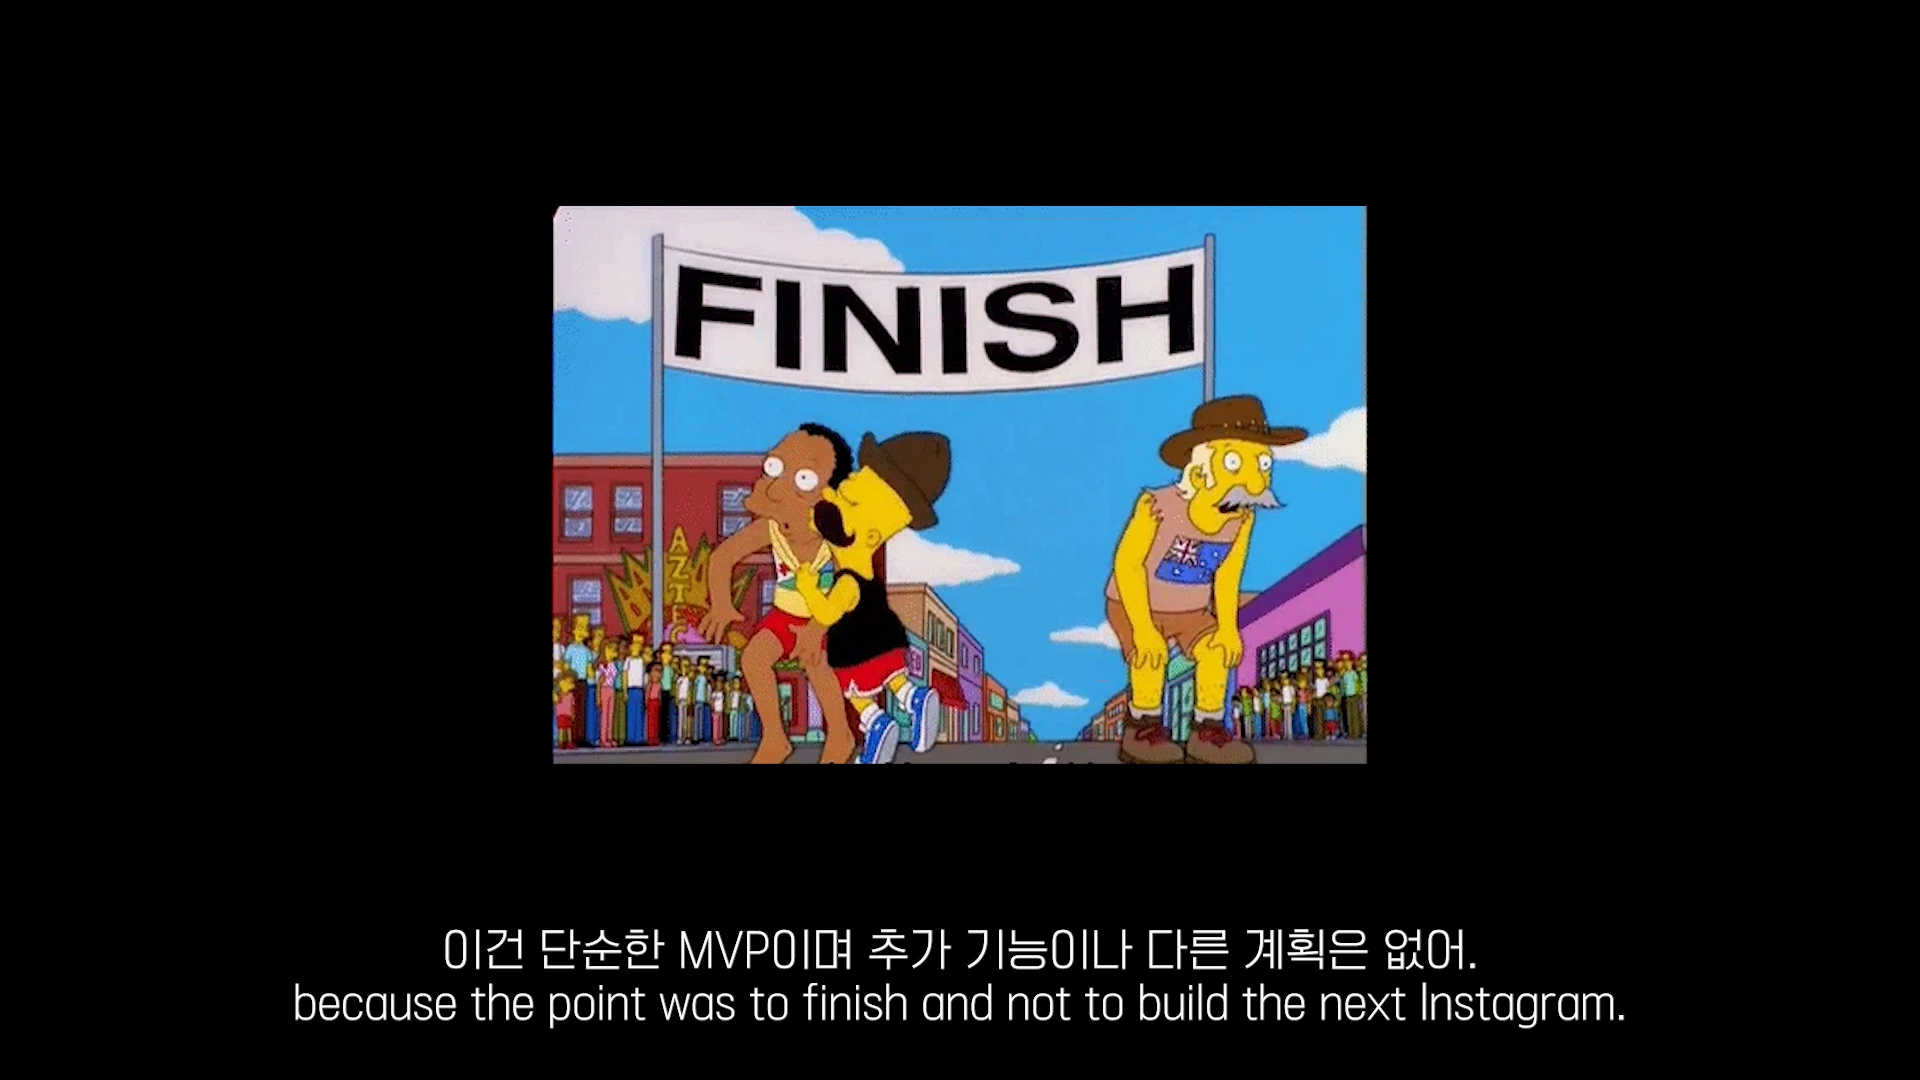 FINISH
AZTEC
이건 단순한 MVP이며 추가 기능이나 다른 계획은 없어.
because the point was to finish and not to build the next Instagram.